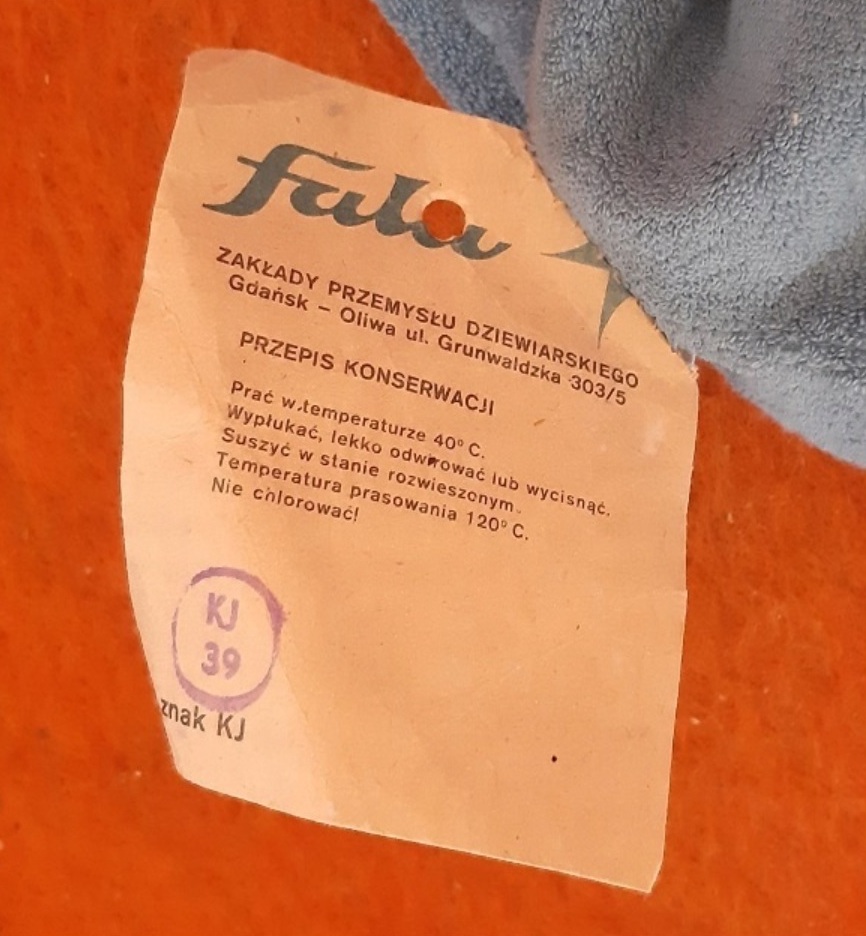 Fala
ZAKŁADY PRZEMYSŁU DZIEWIARSKIEGO
Gdańsk – Oliwa ul. Grunwaldzka 303/5
PRZEPIS KONSERWACJI
Prać w temperaturze 40° C.
Wypłukać, lekko odwirować lub wycisnąć.
Suszyć w stanie rozwieszonym.
Temperatura prasowania 120° C.
Nie chlorować!
KJ
39
znak KJ